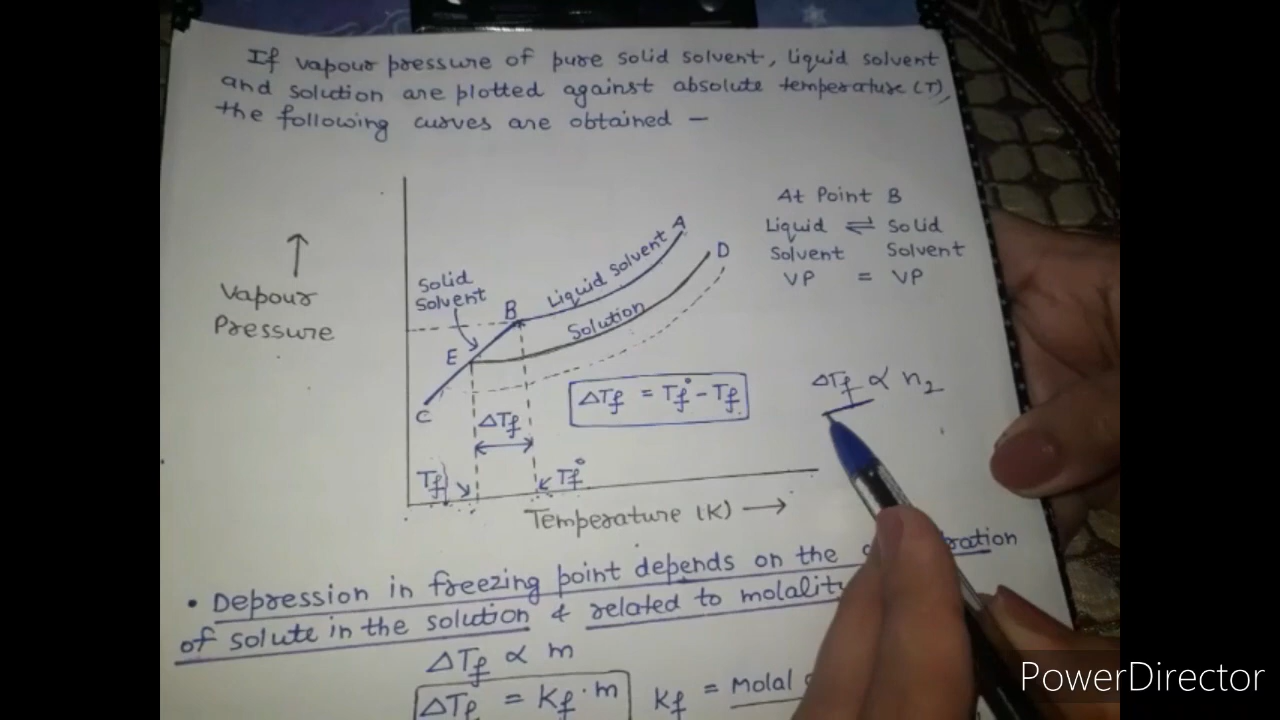 If vapour pressure of pure solid solvent, liquid solvent
and solution are plotted against absolute temperature (T),
the following curves are obtained —
At Point B
Liquid ⇌ Solid
Solvent Solvent
VP = VP
↑
Vapour
Pressure
Solid
Solvent
A
B
C
D
E
Liquid Solvent
Solution
ΔTf = Tf° - Tf
ΔTf ∝ n2
ΔTf
Tf
Tf°
Temperature (K) →
• Depression in freezing point depends on the
of solute in the solution & related to
ΔTf ∝ m
ΔTf = Kf · m
Kf = Molal
PowerDirector